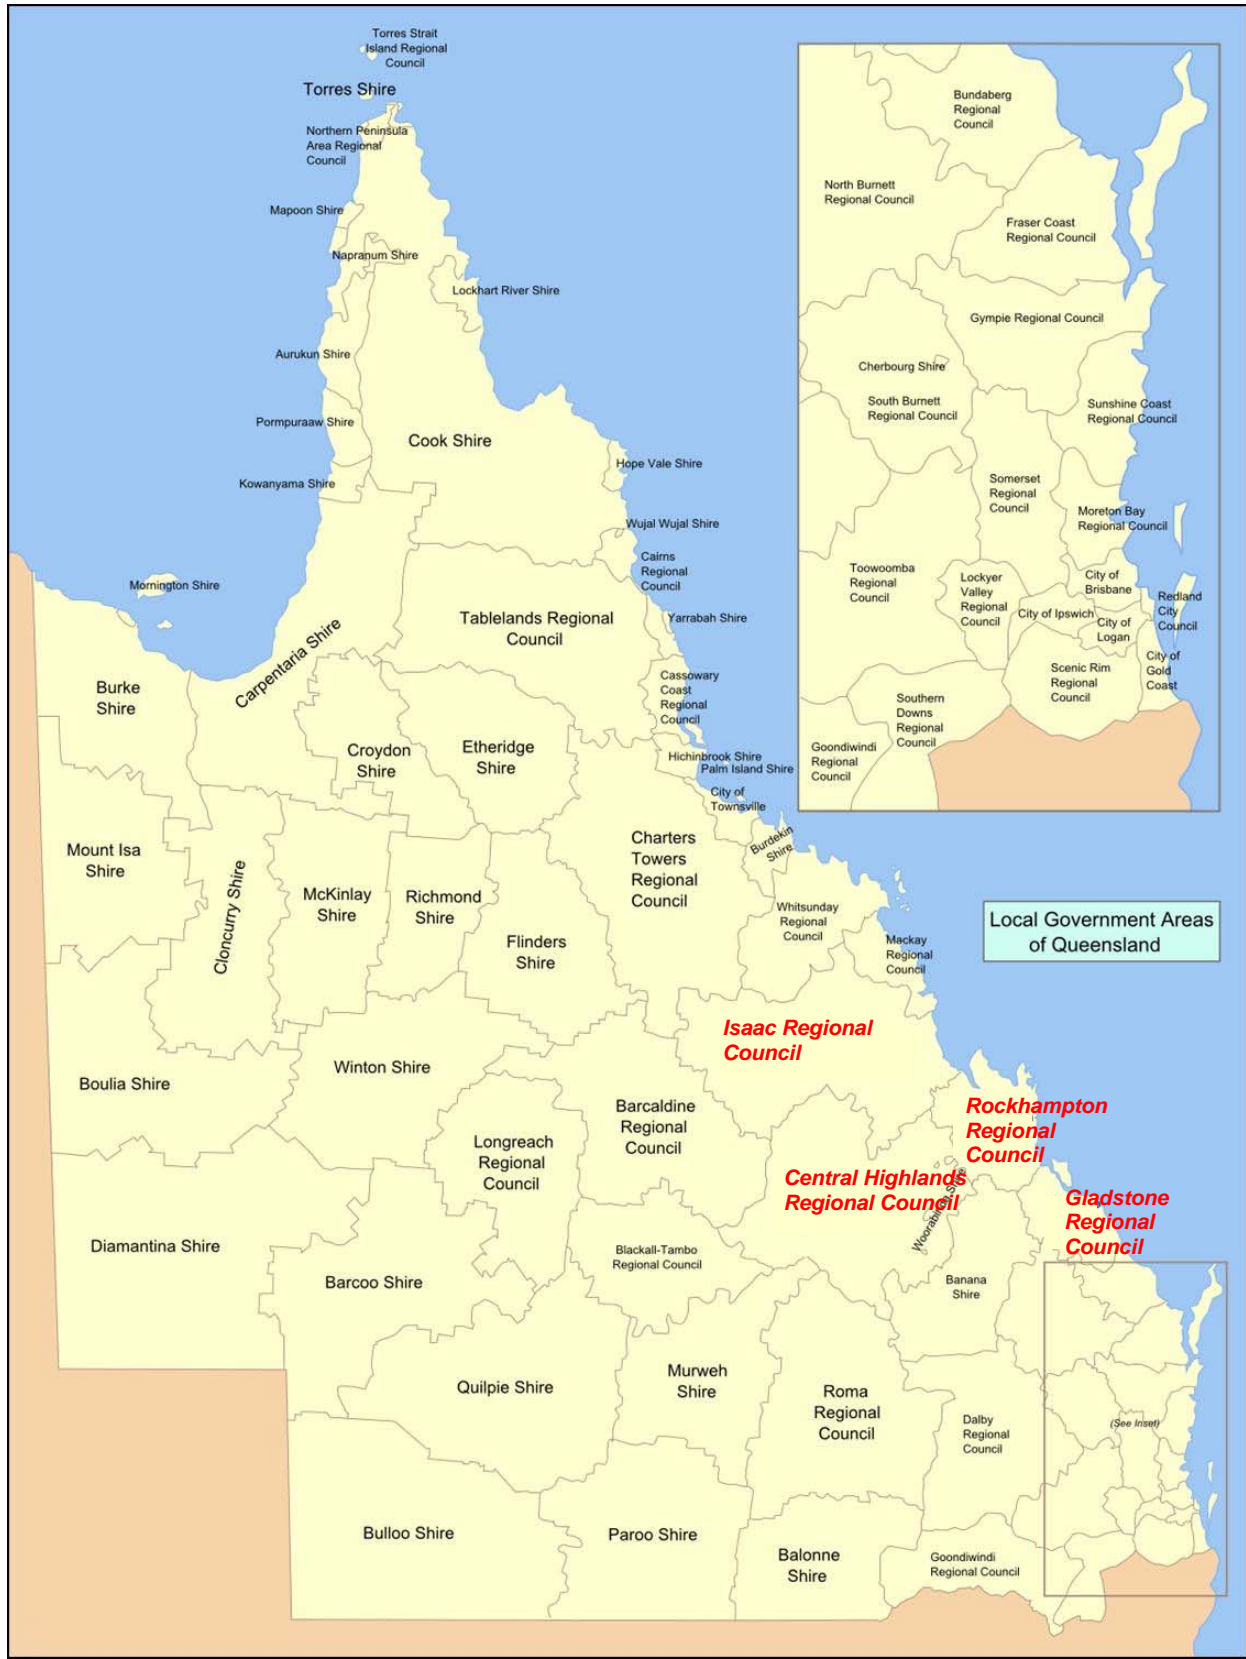 Torres Strait
Island Regional
Council
Torres Shire
Northern Peninsula
Area Regional
Council
Mapoon Shire
Napranum Shire
Lockhart River Shire
Aurukun Shire
Pormpuraaw Shire
Cook Shire
Hope Vale Shire
Kowanyama Shire
Wujal Wujal Shire
Cairns
Regional
Council
Mornington Shire
Tablelands Regional
Council
Yarrabah Shire
Carpentaria Shire
Cassowary
Coast
Regional
Council
Burke
Shire
Croydon
Shire
Etheridge
Shire
Hichinbrook Shire
Palm Island Shire
City of
Townsville
Burdekin
Shire
Charters
Towers
Regional
Council
Mount Isa
Shire
Cloncurry Shire
McKinlay
Shire
Richmond
Shire
Flinders
Shire
Whitsunday
Regional
Council
Mackay
Regional
Council
Isaac Regional
Council
Winton Shire
Boulia Shire
Barcaldine
Regional
Council
Longreach
Regional
Council
Rockhampton
Regional
Council
Central Highlands
Regional Council
Woorabinda Shire
Gladstone
Regional
Council
Diamantina Shire
Barcoo Shire
Blackall-Tambo
Regional Council
Banana
Shire
Quilpie Shire
Murweh
Shire
Roma
Regional
Council
Dalby
Regional
Council
(See Inset)
Bulloo Shire
Paroo Shire
Balonne
Shire
Goondiwindi
Regional Council
Bundaberg
Regional
Council
North Burnett
Regional Council
Fraser Coast
Regional Council
Gympie Regional Council
Cherbourg Shire
South Burnett
Regional Council
Sunshine Coast
Regional Council
Somerset
Regional
Council
Moreton Bay
Regional Council
Toowoomba
Regional
Council
Lockyer
Valley
Regional
Council
City of
Brisbane
Redland
City
Council
City of Ipswich
City of
Logan
Scenic Rim
Regional
Council
City of
Gold
Coast
Southern
Downs
Regional
Council
Goondiwindi
Regional
Council
Local Government Areas
of Queensland